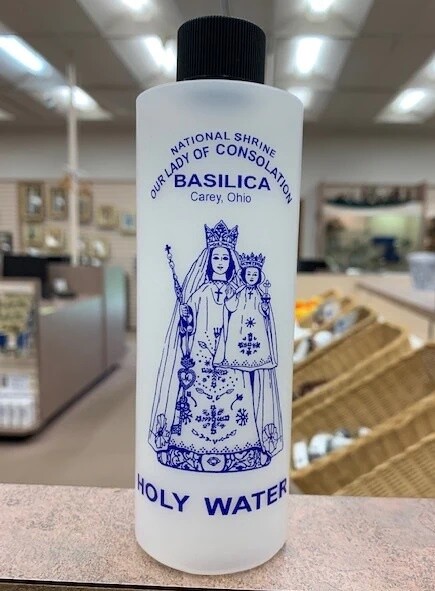 NATIONAL SHRINE
OUR LADY OF CONSOLATION
BASILICA
Carey, Ohio
HOLY WATER